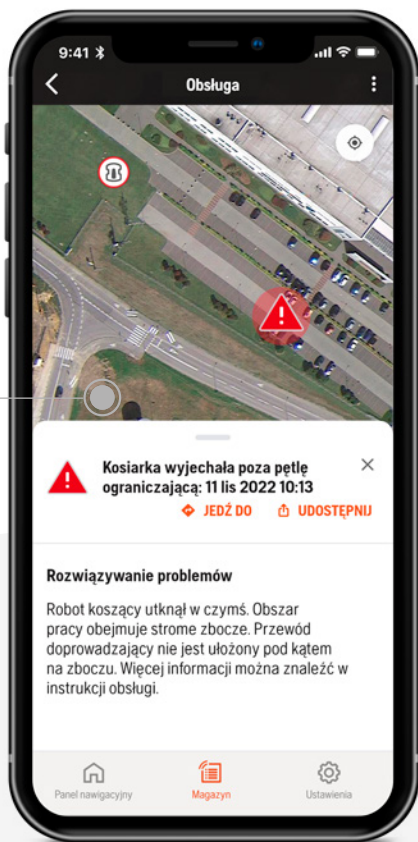 9:41
Obsługa
Kosiarka wyjechała poza pętlę
ograniczającą: 11 lis 2022 10:13
JEDŹ DO
UDOSTĘPNIJ
Rozwiązywanie problemów
Robot koszący utknął w czymś. Obszar
pracy obejmuje strome zbocze. Przewód
doprowadzający nie jest ułożony pod kątem
na zboczu. Więcej informacji można znaleźć w
instrukcji obsługi.
Panel nawigacyjny
Magazyn
Ustawienia